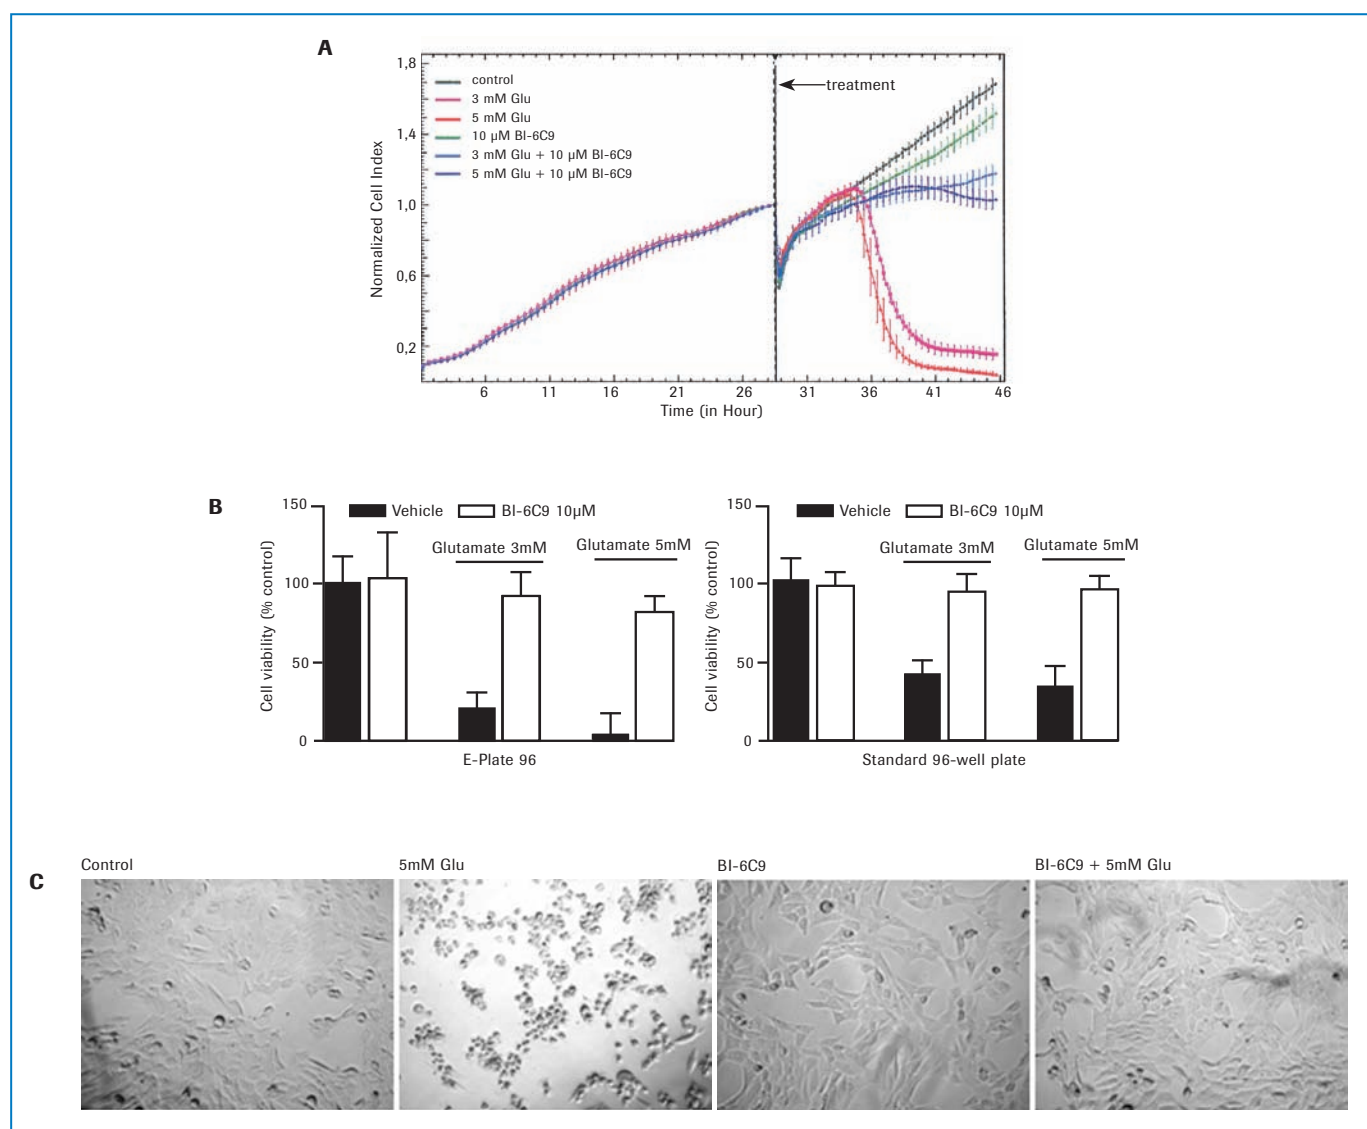 A
1,8
1,4
1,0
0,6
0,2
Normalized Cell Index
control
3 mM Glu
5 mM Glu
10 µM BI-6C9
3 mM Glu + 10 µM BI-6C9
5 mM Glu + 10 µM BI-6C9
treatment
6 11 16 21 26 31 36 41 46
Time (in Hour)
B
150
100
50
0
Cell viability (% control)
Vehicle BI-6C9 10µM
Glutamate 3mM Glutamate 5mM
E-Plate 96
150
100
50
0
Cell viability (% control)
Vehicle BI-6C9 10µM
Glutamate 3mM Glutamate 5mM
Standard 96-well plate
C
Control 5mM Glu BI-6C9 BI-6C9 + 5mM Glu